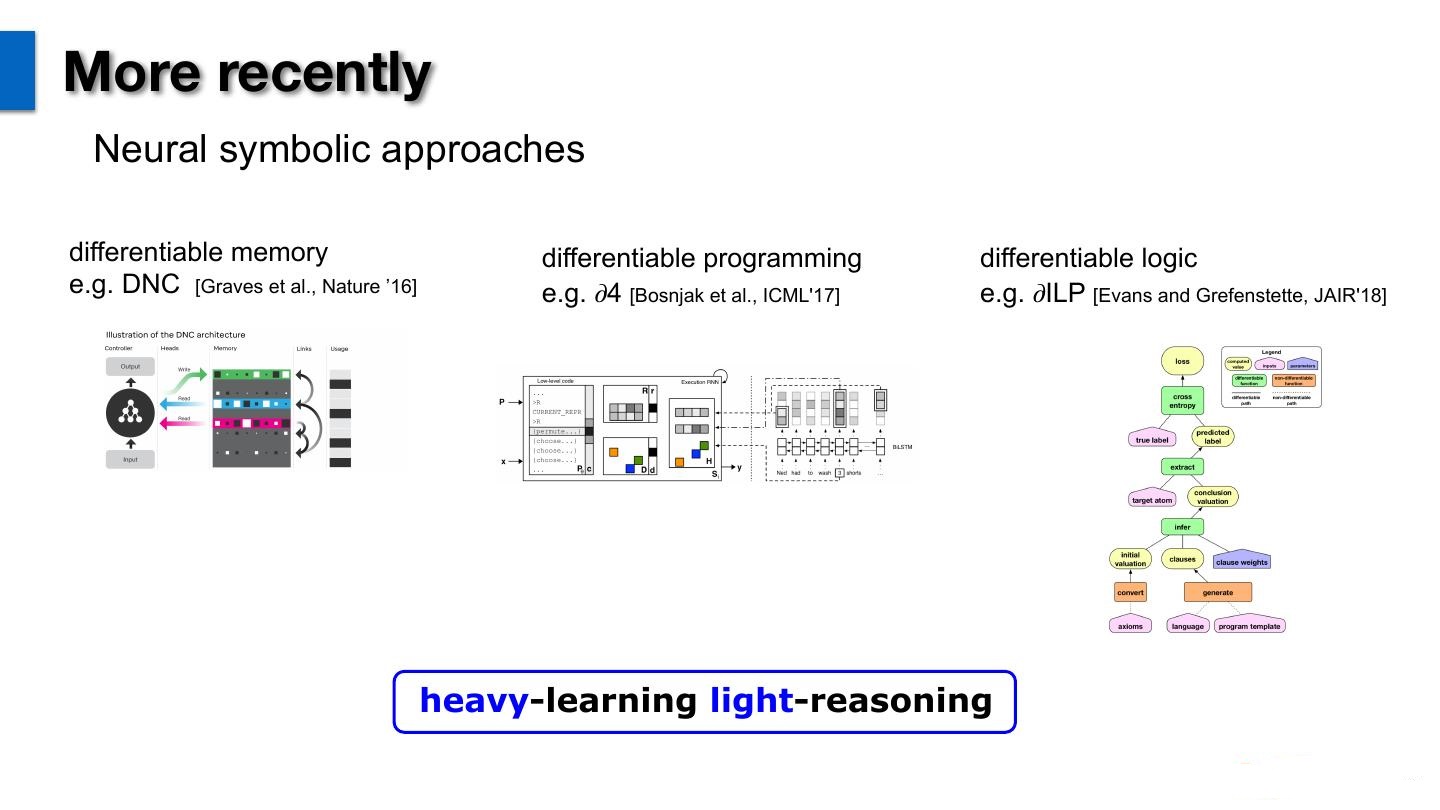 More recently
Neural symbolic approaches
differentiable memory
e.g. DNC [Graves et al., Nature ’16]
differentiable programming
e.g. ∂4 [Bosnjak et al., ICML'17]
differentiable logic
e.g. ∂ILP [Evans and Grefenstette, JAIR'18]
Illustration of the DNC architecture
Controller Heads Memory Links Usage
Output
Write
Read
Read
Input
Low-level code
Execution RNN
...
>R
CURRENT_REPR
>R
{permute...}
{choose...}
{choose...}
{choose...}
...
P
x
R r
D d
H
y
BiLSTM
Ned had to wash 3 shorts ...
loss
cross
entropy
true label
predicted
label
extract
target atom
conclusion
valuation
infer
initial
valuation
clauses
clause weights
convert
generate
axioms
language
program template
Legend
computed
value
inputs
parameters
differentiable
function
non-differentiable
function
differentiable
path
non-differentiable
path
heavy-learning light-reasoning